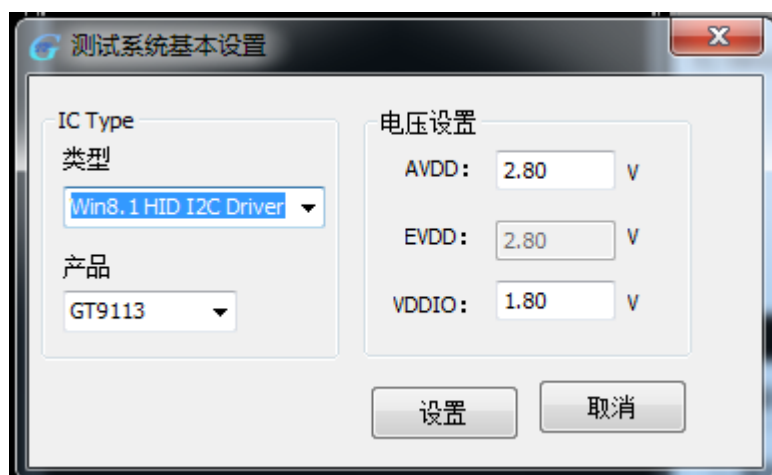 测试系统基本设置
IC Type
类型
Win8.1 HID I2C Driver
产品
GT9113
电压设置
AVDD: 2.80 V
EVDD: 2.80 V
VDDIO: 1.80 V
设置 取消